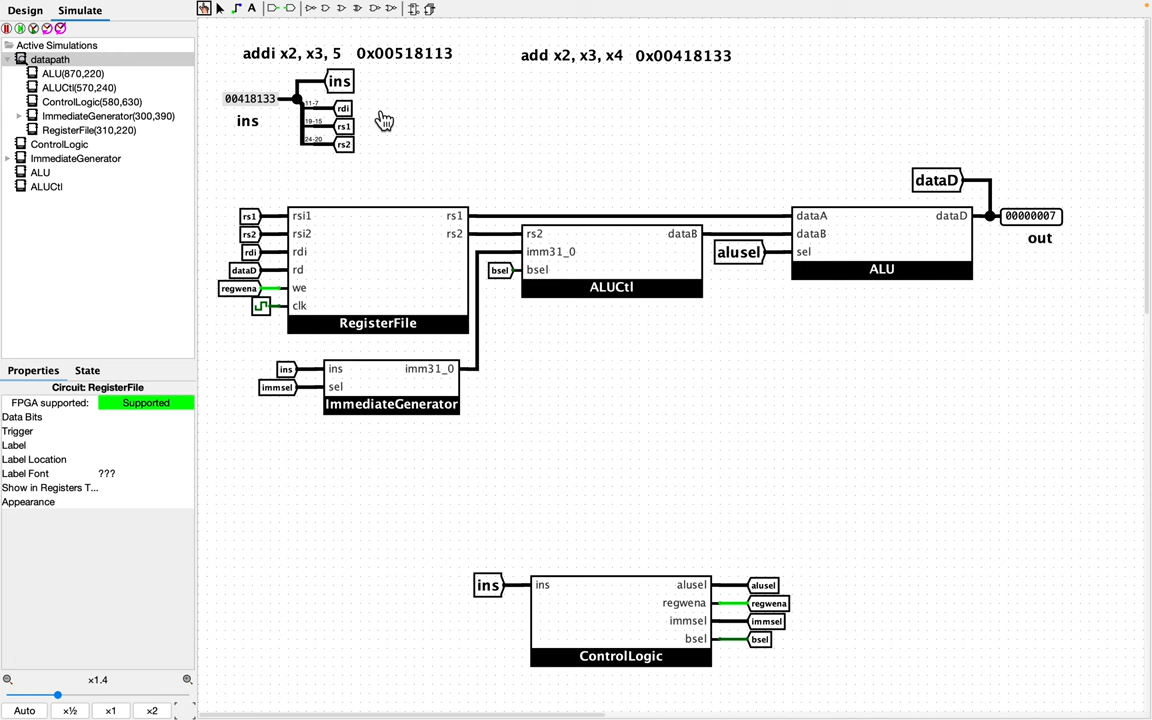 Design Simulate
A
Active Simulations
datapath
ALU(870,220)
ALUCtl(570,240)
ControlLogic(580,630)
ImmediateGenerator(300,390)
RegisterFile(310,220)
ControlLogic
ImmediateGenerator
ALU
ALUCtl
Properties State
Circuit: RegisterFile
FPGA supported: Supported
Data Bits
Trigger
Label
Label Location
Label Font ???
Show in Registers T...
Appearance
×1.4
Auto ×½ ×1 ×2
addi x2, x3, 5 0x00518113
add x2, x3, x4 0x00418133
ins
00418133
ins
11-7 rdi
19-15 rs1
24-20 rs2
dataD
rs1 rsi1 rs1
rs2 rsi2 rs2
rdi rdi
dataD rd
regwena we
clk
RegisterFile
rs2 dataB
imm31_0
bsel bsel
ALUCtl
dataA dataD
dataB
alusel sel
ALU
00000007
out
ins ins imm31_0
immsel sel
ImmediateGenerator
ins ins alusel alusel
regwena regwena
immsel immsel
bsel bsel
ControlLogic